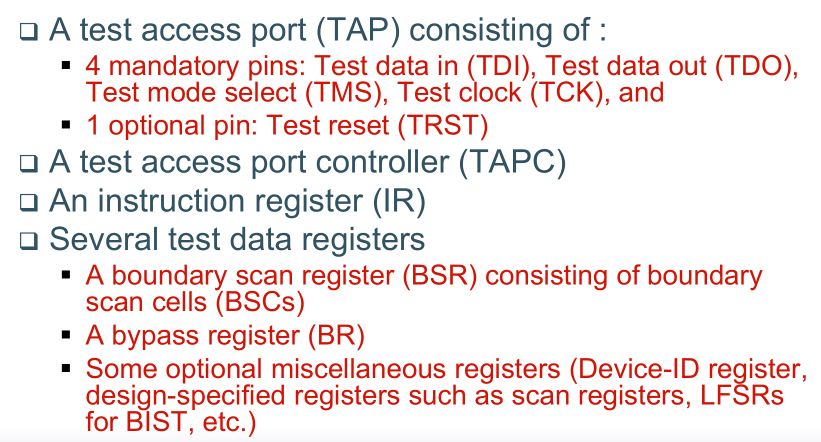 ❑ A test access port (TAP) consisting of :
▪ 4 mandatory pins: Test data in (TDI), Test data out (TDO),
Test mode select (TMS), Test clock (TCK), and
▪ 1 optional pin: Test reset (TRST)
❑ A test access port controller (TAPC)
❑ An instruction register (IR)
❑ Several test data registers
▪ A boundary scan register (BSR) consisting of boundary
scan cells (BSCs)
▪ A bypass register (BR)
▪ Some optional miscellaneous registers (Device-ID register,
design-specified registers such as scan registers, LFSRs
for BIST, etc.)